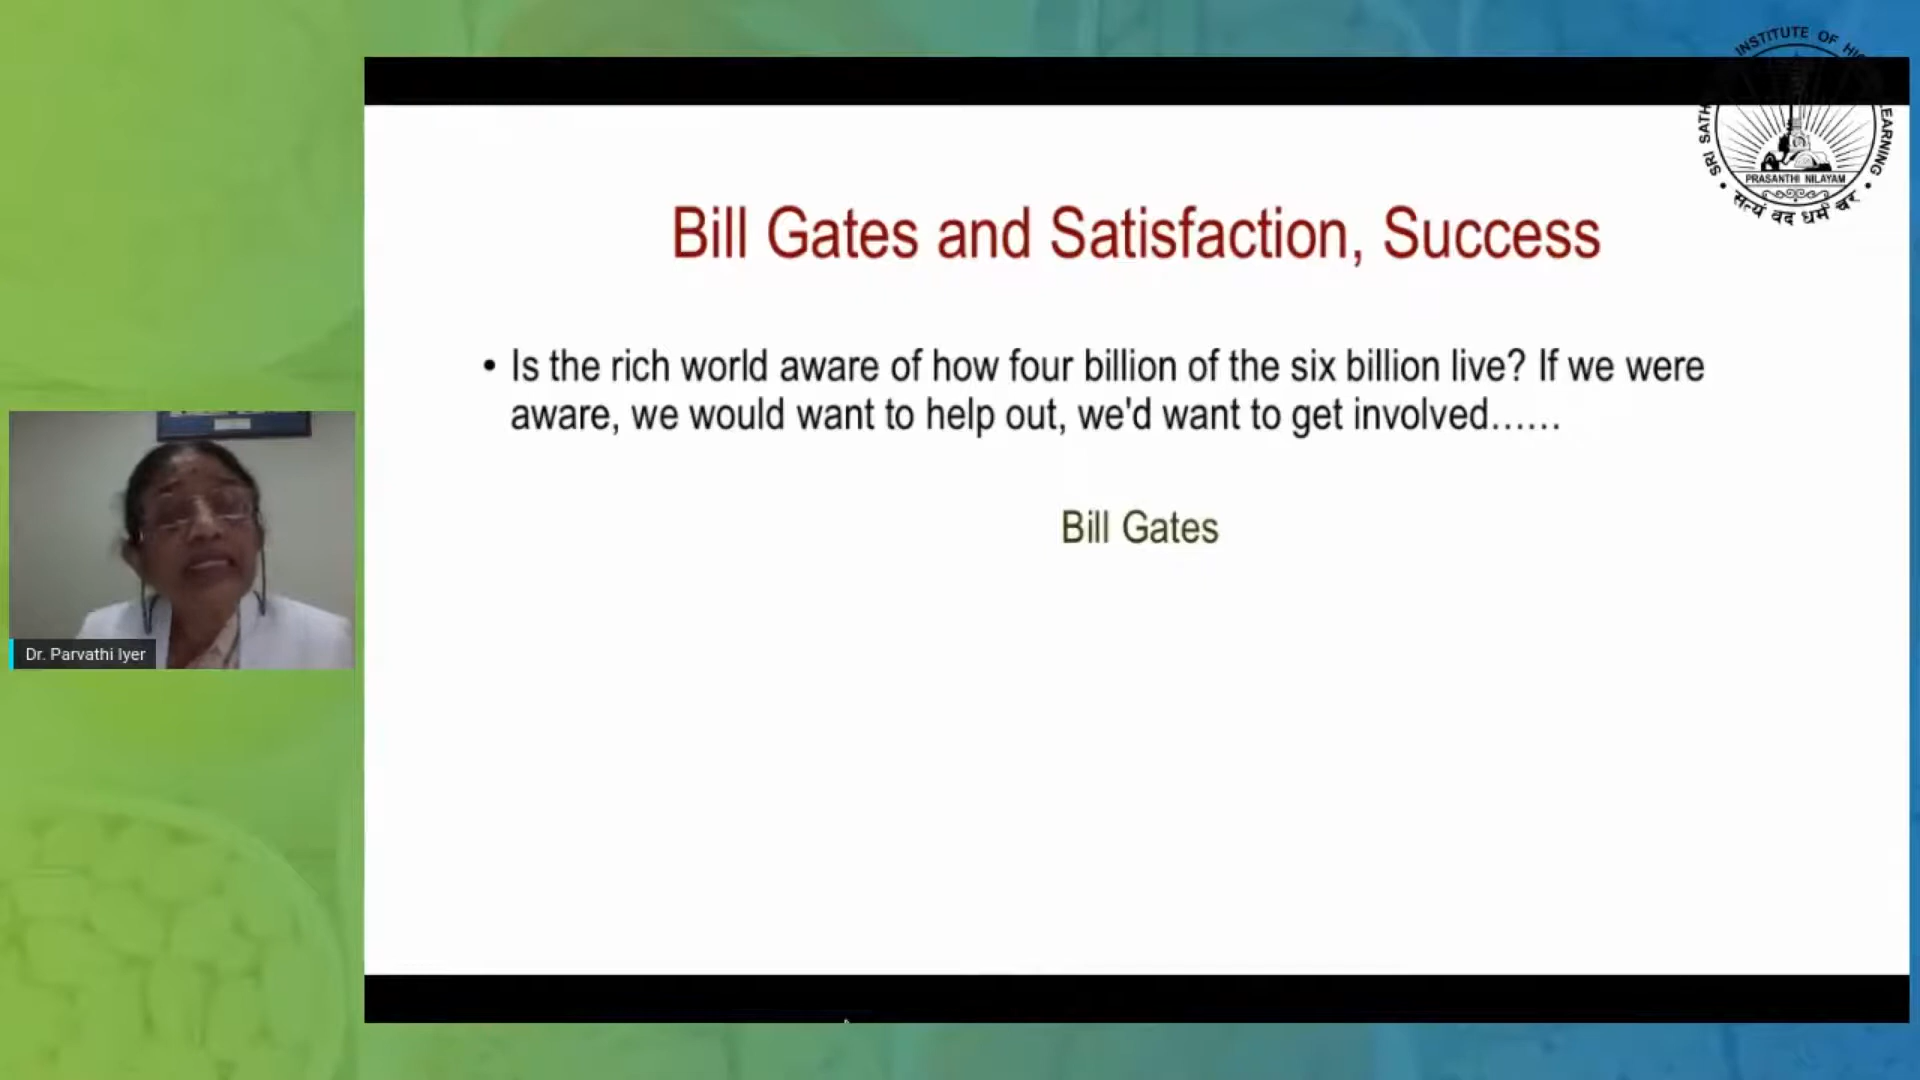 INSTITUTE OF
SRI SATH
EARNING
PRASANTHI NILAYAM
सत्यं वद धर्मं चर
Bill Gates and Satisfaction, Success
• Is the rich world aware of how four billion of the six billion live? If we were
aware, we would want to help out, we'd want to get involved......
Bill Gates
Dr. Parvathi Iyer